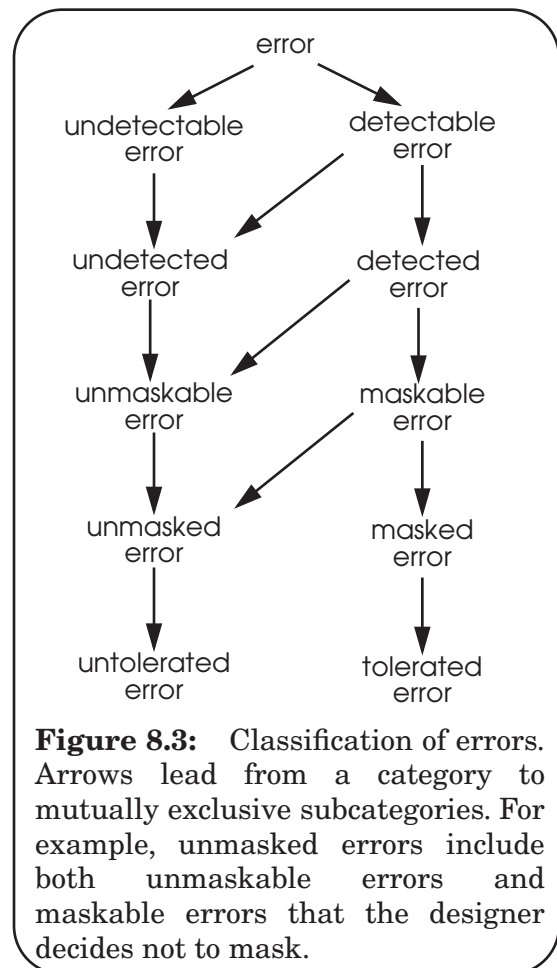 error
undetectable error
detectable error
undetected error
detected error
unmaskable error
maskable error
unmasked error
masked error
untolerated error
tolerated error
Figure 8.3: Classification of errors.
Arrows lead from a category to
mutually exclusive subcategories. For
example, unmasked errors include
both unmaskable errors and
maskable errors that the designer
decides not to mask.